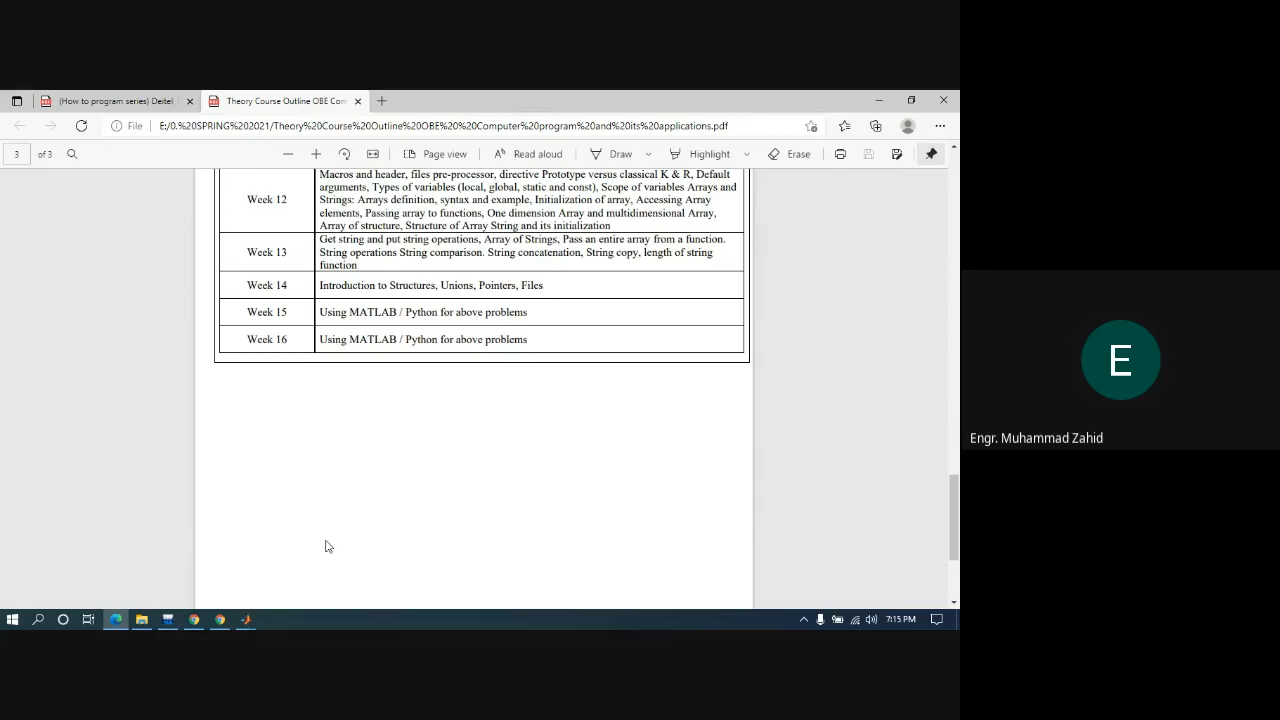 (How to program series) Deitel
Theory Course Outline OBE Com
File
E:/0.%20SPRING%202021/Theory%20Course%20Outline%20OBE%20%20Computer%20program%20and%20its%20applications.pdf
3 of 3
Page view
Read aloud
Draw
Highlight
Erase
Macros and header, files pre-processor, directive Prototype versus classical K & R, Default
arguments, Types of variables (local, global, static and const), Scope of variables Arrays and
Week 12 Strings: Arrays definition, syntax and example, Initialization of array, Accessing Array
elements, Passing array to functions, One dimension Array and multidimensional Array,
Array of structure, Structure of Array String and its initialization
Get string and put string operations, Array of Strings, Pass an entire array from a function.
Week 13 String operations String comparison. String concatenation, String copy, length of string
function
Week 14 Introduction to Structures, Unions, Pointers, Files
Week 15 Using MATLAB / Python for above problems
Week 16 Using MATLAB / Python for above problems
E
Engr. Muhammad Zahid
7:15 PM